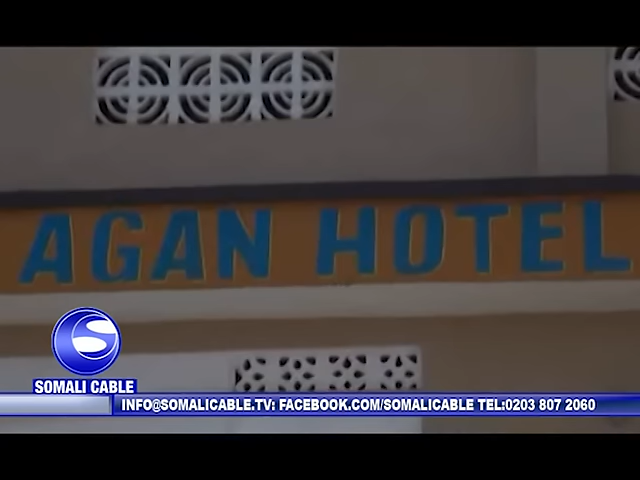 AGAN HOTEL
SOMALI CABLE
INFO@SOMALICABLE.TV: FACEBOOK.COM/SOMALICABLE TEL:0203 807 2060